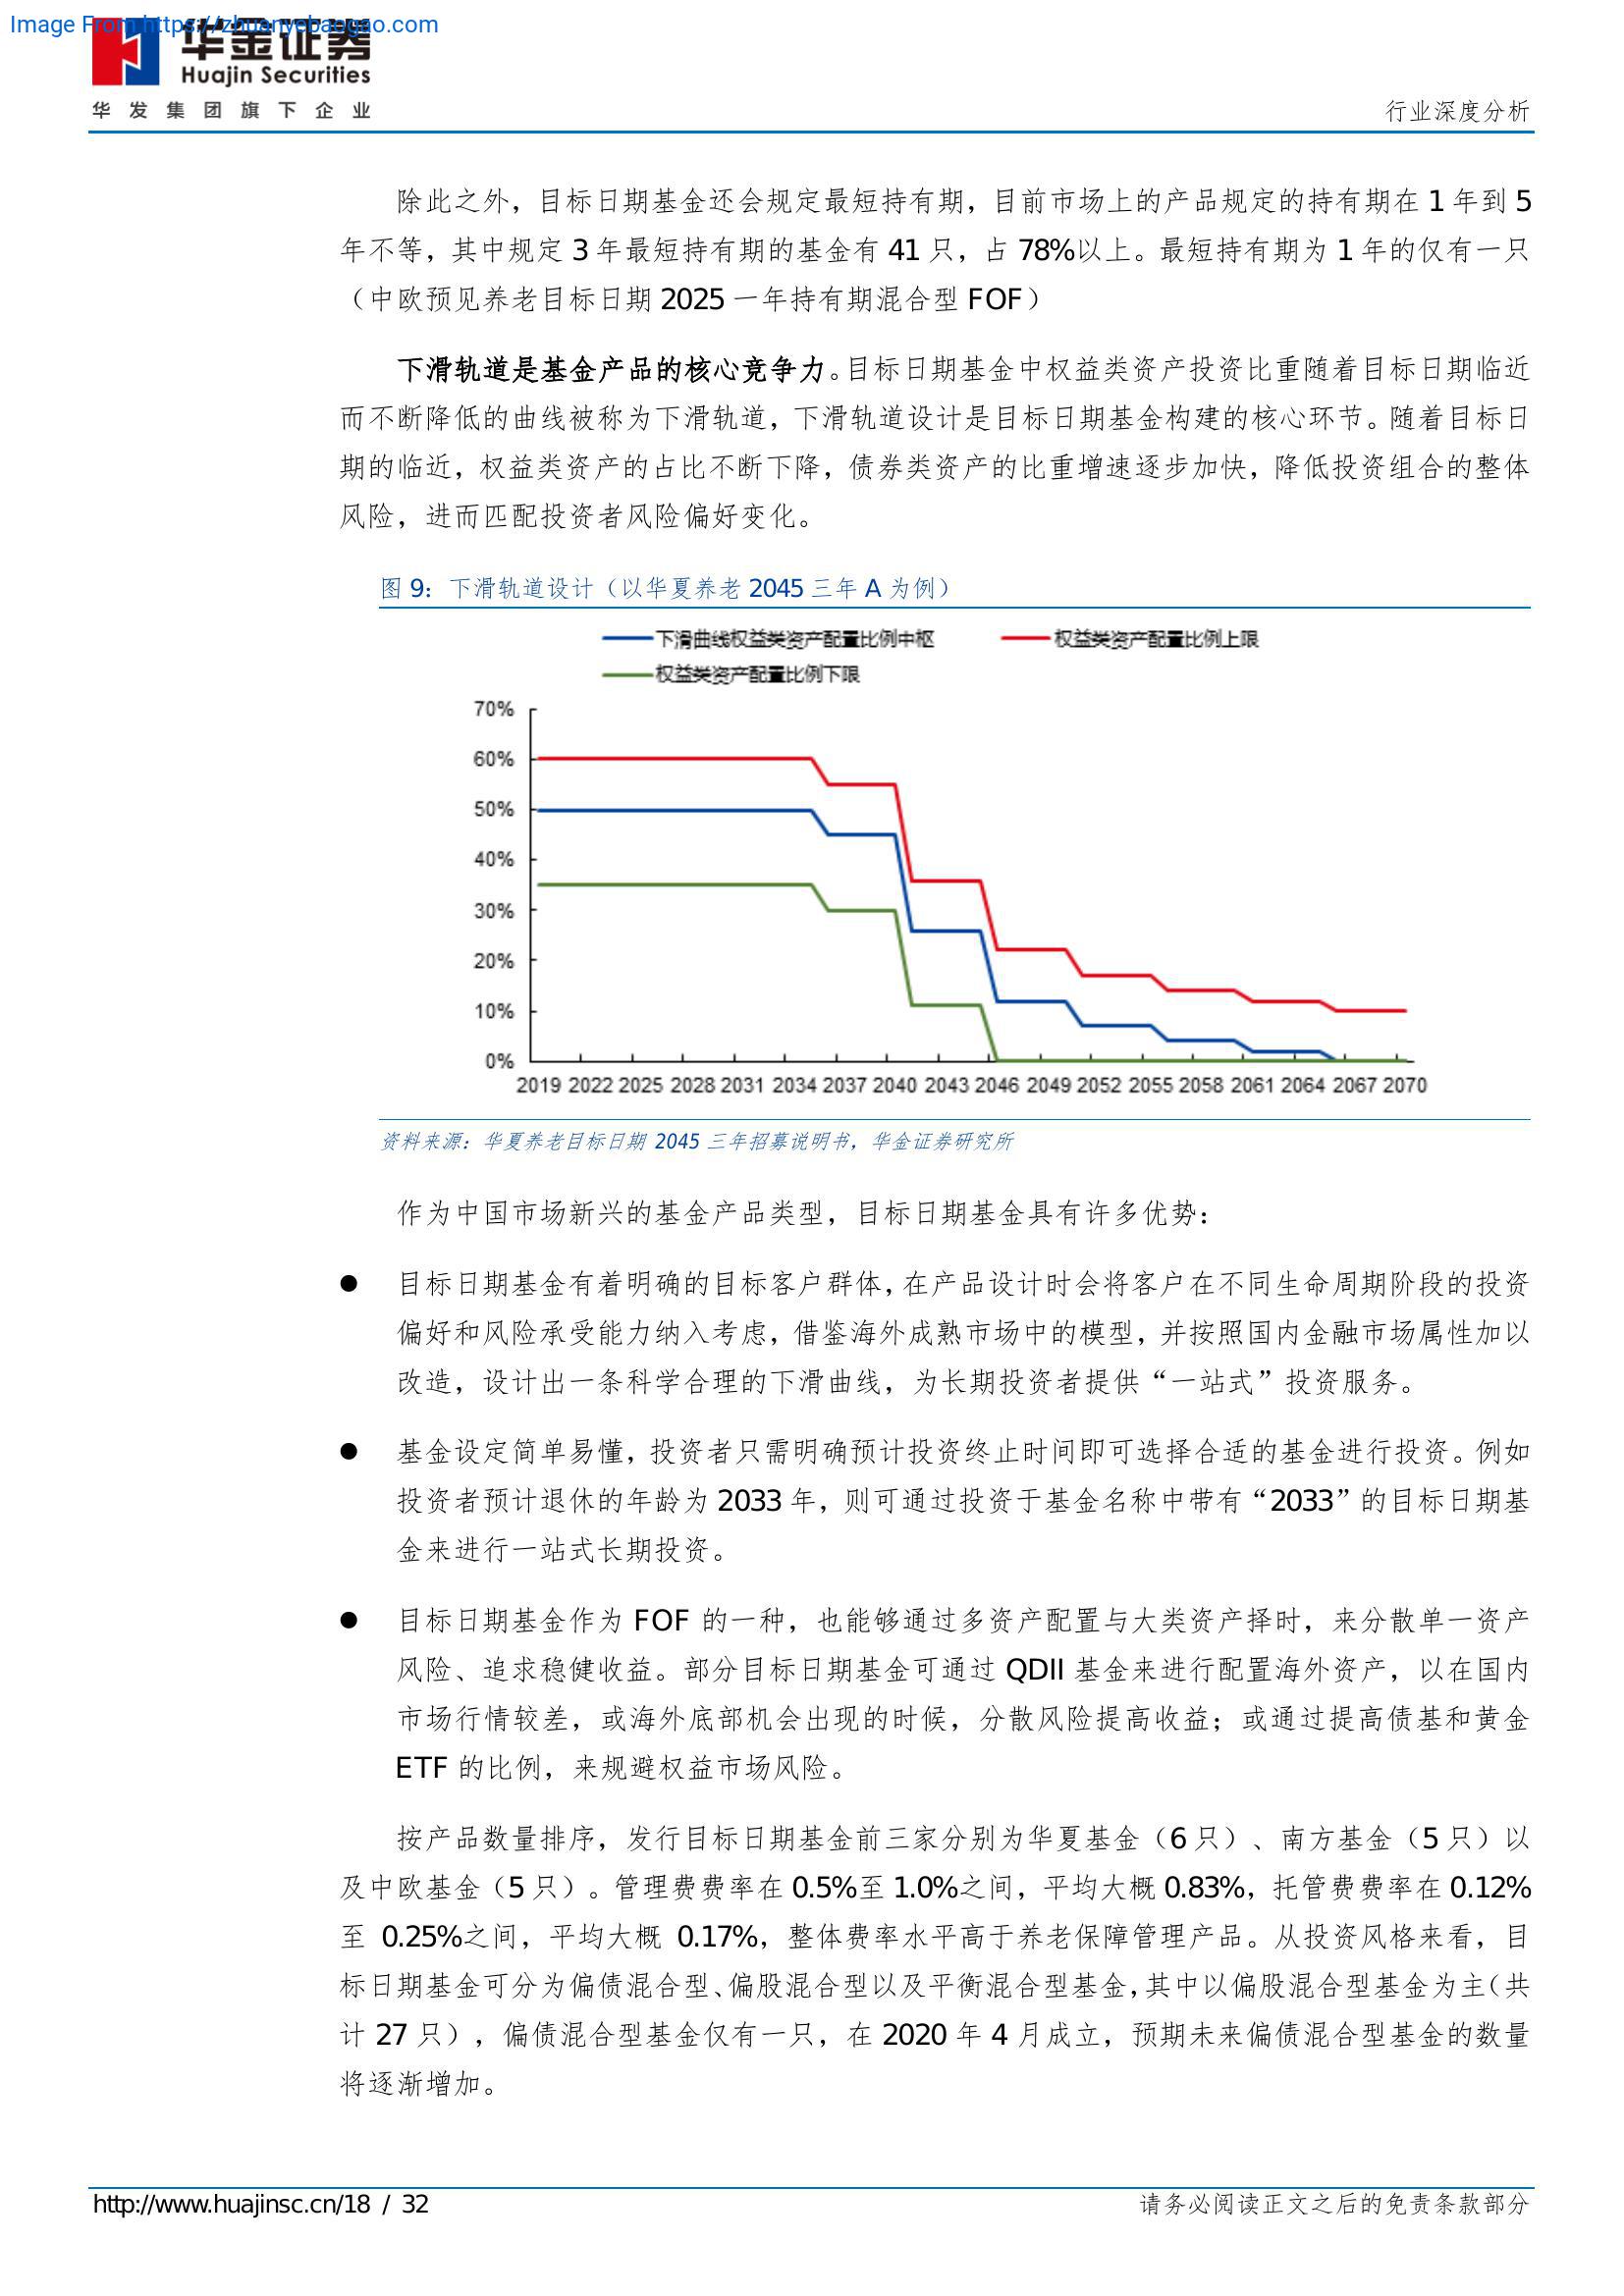 Image From https://zhuanyebaogao.com
华金证券
Huajin Securities
华发集团旗下企业
行业深度分析
除此之外，目标日期基金还会规定最短持有期，目前市场上的产品规定的持有期在 1 年到 5
年不等，其中规定 3 年最短持有期的基金有 41 只，占 78%以上。最短持有期为 1 年的仅有一只
（中欧预见养老目标日期 2025 一年持有期混合型 FOF）
下滑轨道是基金产品的核心竞争力。目标日期基金中权益类资产投资比重随着目标日期临近
而不断降低的曲线被称为下滑轨道，下滑轨道设计是目标日期基金构建的核心环节。随着目标日
期的临近，权益类资产的占比不断下降，债券类资产的比重增速逐步加快，降低投资组合的整体
风险，进而匹配投资者风险偏好变化。
图 9：下滑轨道设计（以华夏养老 2045 三年 A 为例）
下滑曲线权益类资产配置比例中枢 权益类资产配置比例上限
权益类资产配置比例下限
70%
60%
50%
40%
30%
20%
10%
0%
2019 2022 2025 2028 2031 2034 2037 2040 2043 2046 2049 2052 2055 2058 2061 2064 2067 2070
资料来源：华夏养老目标日期 2045 三年招募说明书，华金证券研究所
作为中国市场新兴的基金产品类型，目标日期基金具有许多优势：
● 目标日期基金有着明确的目标客户群体，在产品设计时会将客户在不同生命周期阶段的投资
偏好和风险承受能力纳入考虑，借鉴海外成熟市场中的模型，并按照国内金融市场属性加以
改造，设计出一条科学合理的下滑曲线，为长期投资者提供“一站式”投资服务。
● 基金设定简单易懂，投资者只需明确预计投资终止时间即可选择合适的基金进行投资。例如
投资者预计退休的年龄为 2033 年，则可通过投资于基金名称中带有“2033”的目标日期基
金来进行一站式长期投资。
● 目标日期基金作为 FOF 的一种，也能够通过多资产配置与大类资产择时，来分散单一资产
风险、追求稳健收益。部分目标日期基金可通过 QDII 基金来进行配置海外资产，以在国内
市场行情较差，或海外底部机会出现的时候，分散风险提高收益；或通过提高债基和黄金
ETF 的比例，来规避权益市场风险。
按产品数量排序，发行目标日期基金前三家分别为华夏基金（6 只）、南方基金（5 只）以
及中欧基金（5 只）。管理费费率在 0.5%至 1.0%之间，平均大概 0.83%，托管费费率在 0.12%
至 0.25%之间，平均大概 0.17%，整体费率水平高于养老保障管理产品。从投资风格来看，目
标日期基金可分为偏债混合型、偏股混合型以及平衡混合型基金，其中以偏股混合型基金为主（共
计 27 只），偏债混合型基金仅有一只，在 2020 年 4 月成立，预期未来偏债混合型基金的数量
将逐渐增加。
http://www.huajinsc.cn/18 / 32
请务必阅读正文之后的免责条款部分